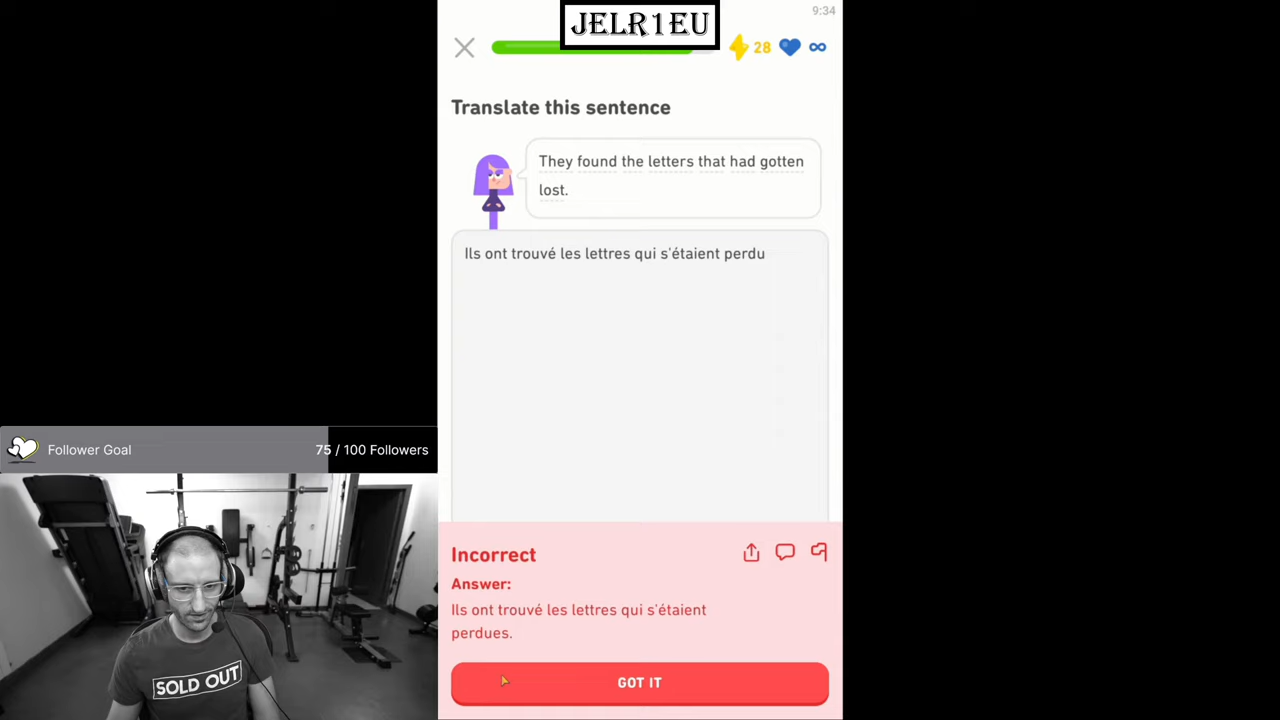 JELR1EU
9:34
28
Translate this sentence
They found the letters that had gotten
lost.
Ils ont trouvé les lettres qui s'étaient perdu
Follower Goal
75 / 100 Followers
SOLD OUT
Incorrect
Answer:
Ils ont trouvé les lettres qui s'étaient
perdues.
GOT IT